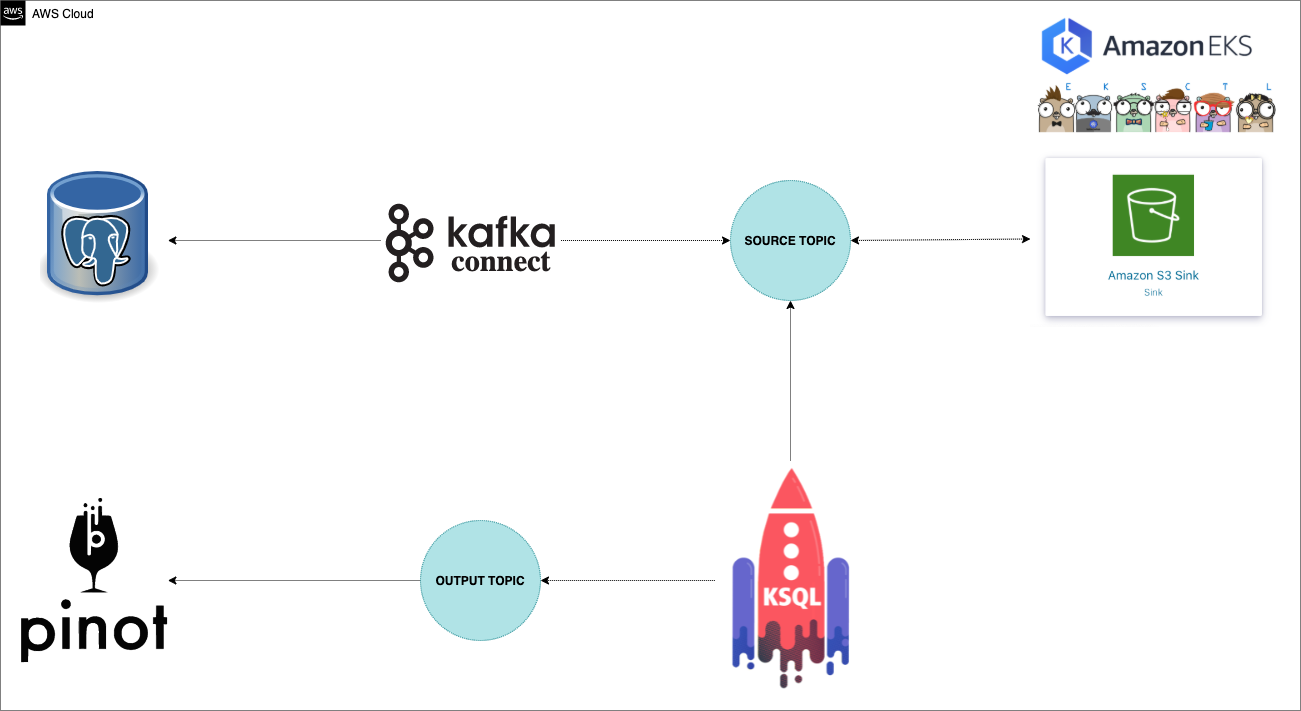 aws
AWS Cloud
K
Amazon EKS
E K S C T L
kafka
connect
SOURCE TOPIC
Amazon S3 Sink
Sink
p
pinot
OUTPUT TOPIC
KSQL